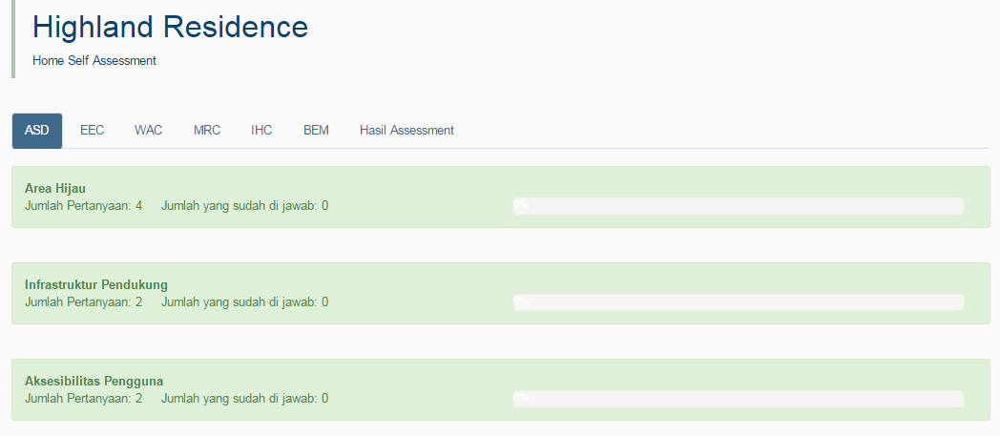 Highland Residence
Home Self Assessment
ASD EEC WAC MRC IHC BEM Hasil Assessment
Area Hijau
Jumlah Pertanyaan: 4 Jumlah yang sudah di jawab: 0 0%
Infrastruktur Pendukung
Jumlah Pertanyaan: 2 Jumlah yang sudah di jawab: 0 0%
Aksesibilitas Pengguna
Jumlah Pertanyaan: 2 Jumlah yang sudah di jawab: 0 0%